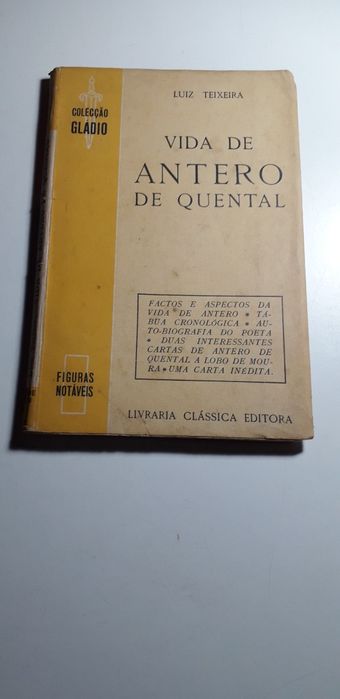 COLECÇÃO
GLÁDIO
LUIZ TEIXEIRA
VIDA DE
ANTERO
DE QUENTAL
FACTOS E ASPECTOS DA
VIDA DE ANTERO * TÁ-
BUA CRONOLÓGICA * AU-
TO-BIOGRAFIA DO POETA
* DUAS INTERESSANTES
CARTAS DE ANTERO DE
QUENTAL A LOBO DE MOU-
RA * UMA CARTA INÉDITA.
FIGURAS
NOTÁVEIS
LIVRARIA CLÁSSICA EDITORA